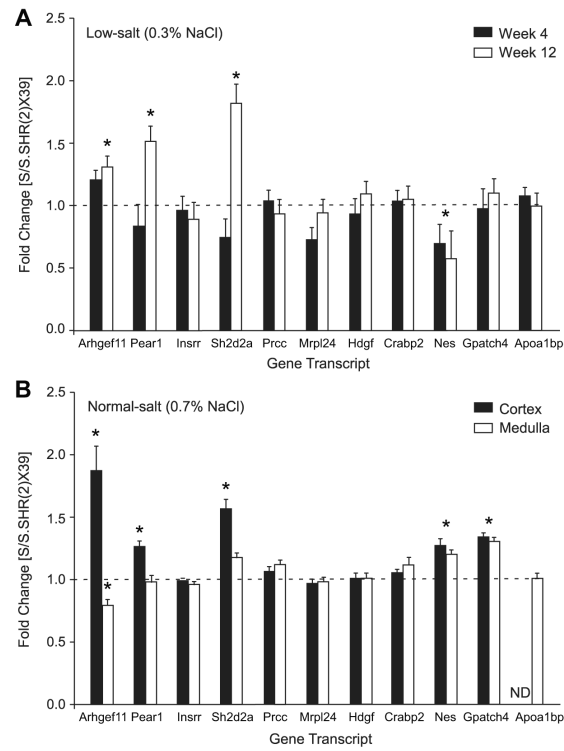 A
Low-salt (0.3% NaCl)
Week 4
Week 12
Fold Change [S/S.SHR(2)X39]
2.5
2.0
1.5
1.0
0.5
0.0
* * * *
Arhgef11 Pear1 Insrr Sh2d2a Prcc Mrpl24 Hdgf Crabp2 Nes Gpatch4 Apoa1bp
Gene Transcript
B
Normal-salt (0.7% NaCl)
Cortex
Medulla
Fold Change [S/S.SHR(2)X39]
2.5
2.0
1.5
1.0
0.5
0.0
* * * * * *
ND
Arhgef11 Pear1 Insrr Sh2d2a Prcc Mrpl24 Hdgf Crabp2 Nes Gpatch4 Apoa1bp
Gene Transcript